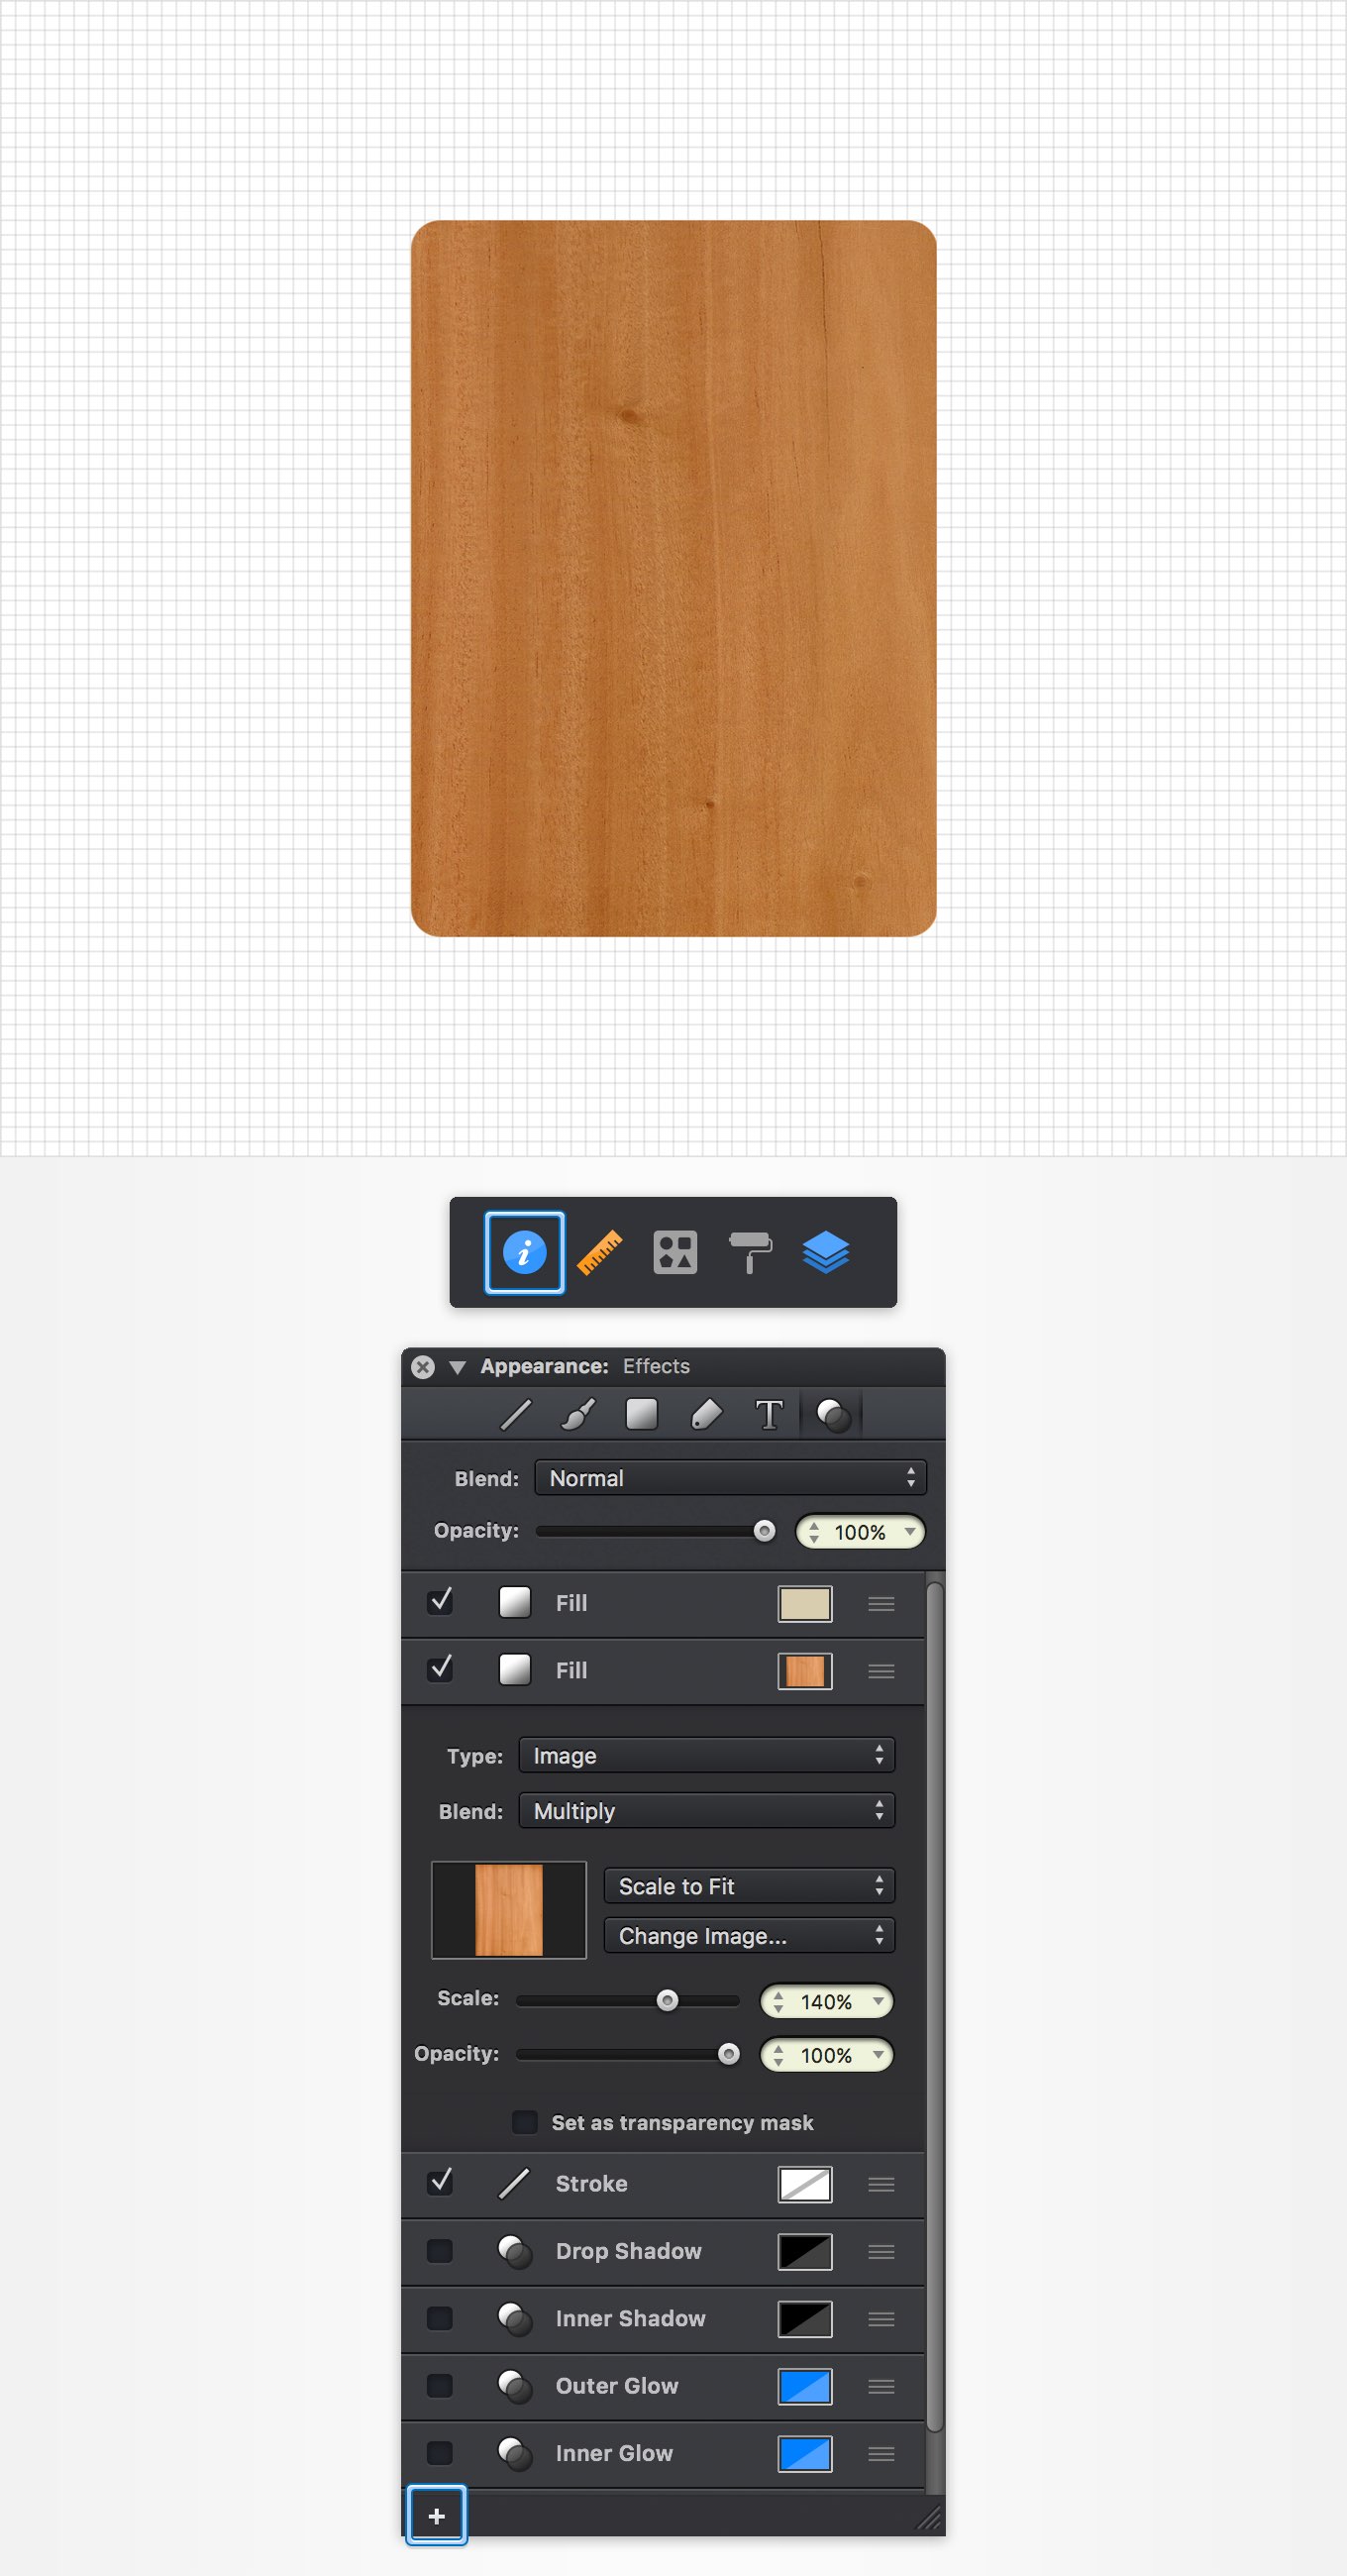 Appearance: Effects
Blend: Normal
Opacity: 100%
Fill
Fill
Type: Image
Blend: Multiply
Scale to Fit
Change Image...
Scale: 140%
Opacity: 100%
Set as transparency mask
Stroke
Drop Shadow
Inner Shadow
Outer Glow
Inner Glow